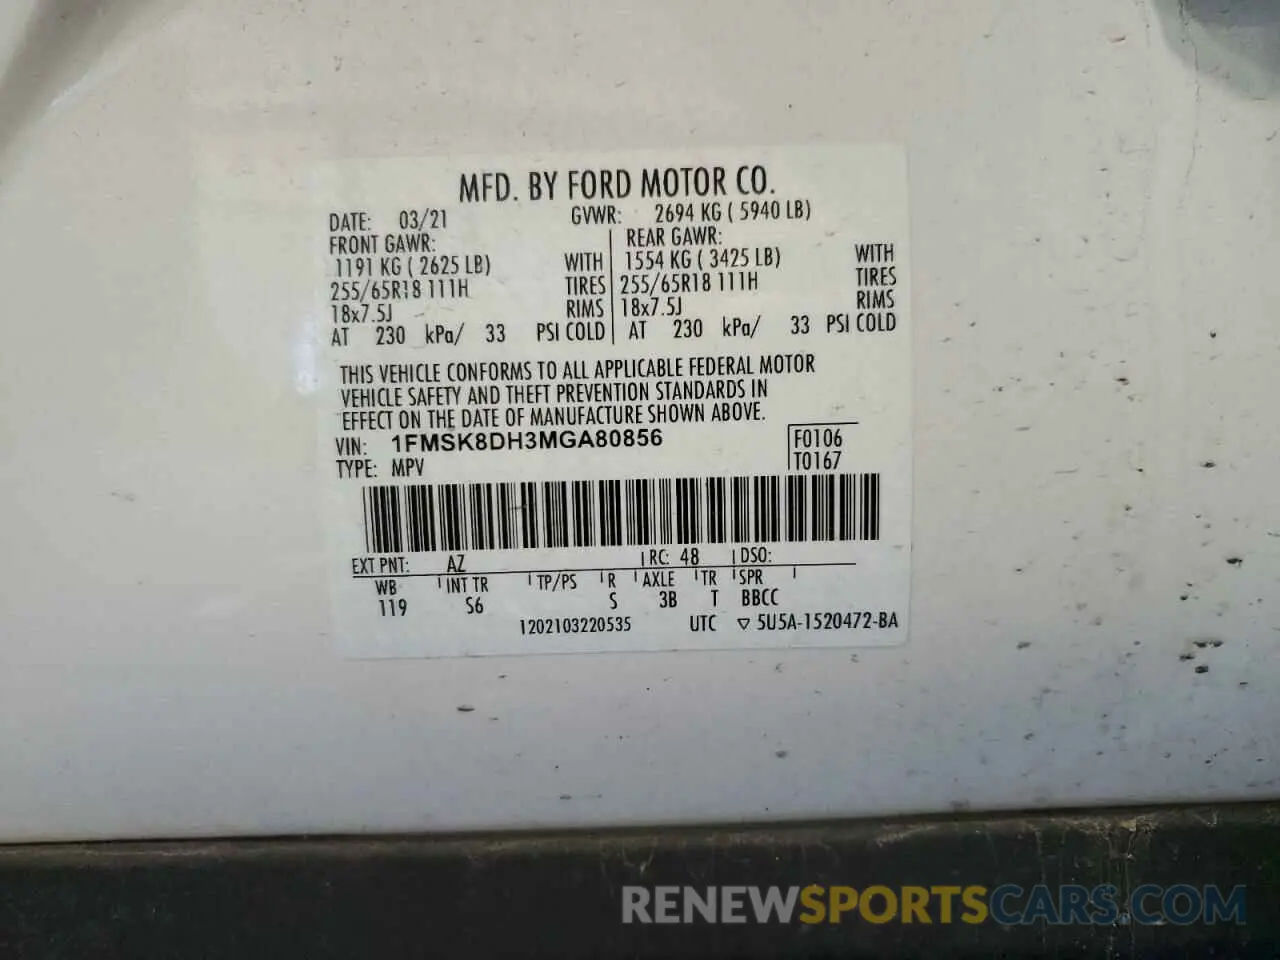 MFD. BY FORD MOTOR CO.
DATE: 03/21 GVWR: 2694 KG ( 5940 LB)
FRONT GAWR: REAR GAWR:
1191 KG ( 2625 LB) WITH 1554 KG ( 3425 LB) WITH
255/65R18 111H TIRES 255/65R18 111H TIRES
18x7.5J RIMS 18x7.5J RIMS
AT 230 kPa/ 33 PSI COLD AT 230 kPa/ 33 PSI COLD
THIS VEHICLE CONFORMS TO ALL APPLICABLE FEDERAL MOTOR
VEHICLE SAFETY AND THEFT PREVENTION STANDARDS IN
EFFECT ON THE DATE OF MANUFACTURE SHOWN ABOVE.
VIN: 1FMSK8DH3MGA80856 F0106
TYPE: MPV T0167
EXT PNT: AZ RC: 48 DSO:
WB INT TR TP/PS R AXLE TR SPR
119 S6 S 3B T BBCC
1202103220535 UTC ▽ 5U5A-1520472-BA
RENEWSPORTSCARS.COM